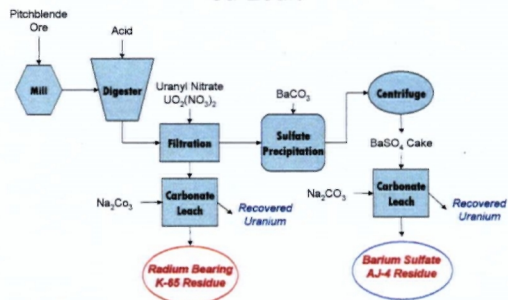 Pitchblende
Ore
Acid
Mill
Digester
Uranyl Nitrate
UO₂(NO₃)₂
BaCO₃
Centrifuge
Filtration
Sulfate
Precipitation
BaSO₄ Cake
Na₂Co₃
Carbonate
Leach
Recovered
Uranium
Na₂CO₃
Carbonate
Leach
Recovered
Uranium
Radium Bearing
K-65 Residue
Barium Sulfate
AJ-4 Residue